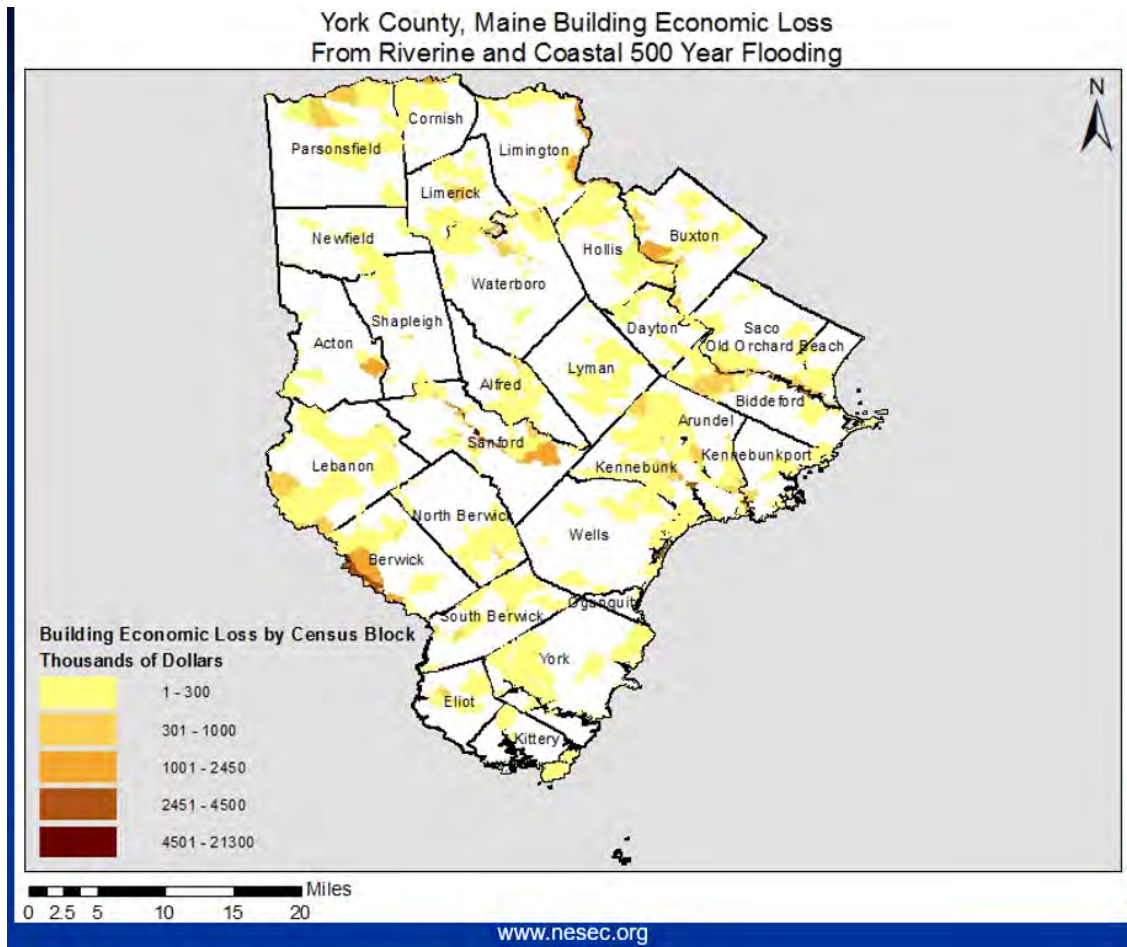 York County, Maine Building Economic Loss
From Riverine and Coastal 500 Year Flooding
N
Cornish
Parsonsfield
Limington
Limerick
Newfield
Hollis
Buxton
Waterboro
Shapleigh
Acton
Dayton
Saco
Old Orchard Beach
Lyman
Alfred
Biddeford
Arundel
Sanford
Kennebunkport
Lebanon
Kennebunk
North Berwick
Wells
Berwick
Ogunquit
South Berwick
York
Eliot
Kittery
Building Economic Loss by Census Block
Thousands of Dollars
1 - 300
301 - 1000
1001 - 2450
2451 - 4500
4501 - 21300
Miles
0 2.5 5 10 15 20
www.nesec.org